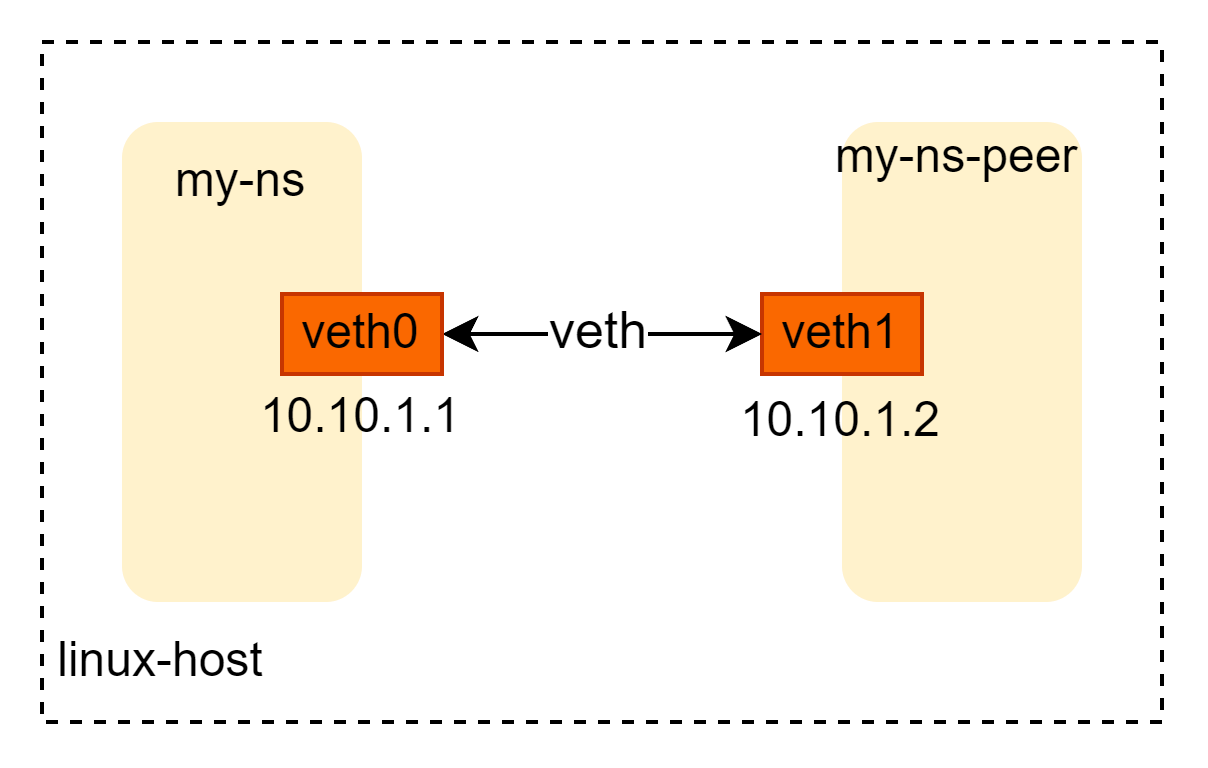 my-ns
my-ns-peer
veth0
veth
veth1
10.10.1.1
10.10.1.2
linux-host